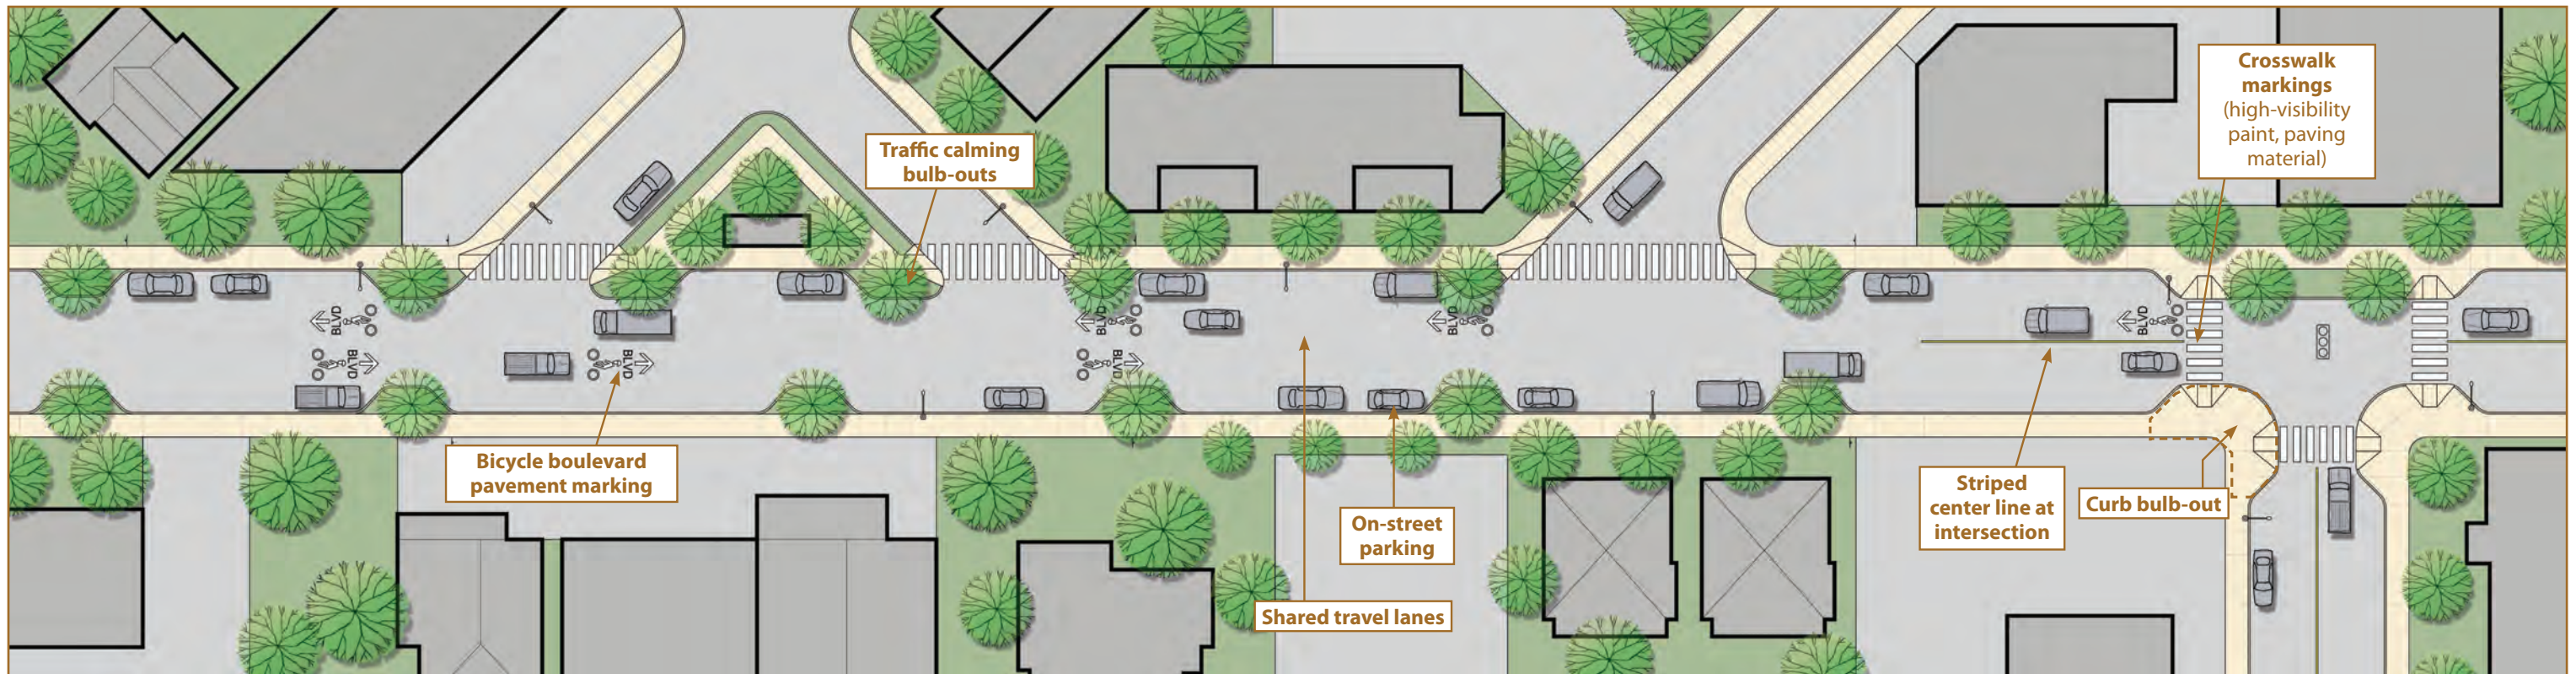 Crosswalk
markings
(high-visibility
paint, paving
material)
Traffic calming
bulb-outs
BLVD
BLVD
BLVD
BLVD
BLVD
BLVD
BLVD
Bicycle boulevard
pavement marking
On-street
parking
Shared travel lanes
Striped
center line at
intersection
Curb bulb-out